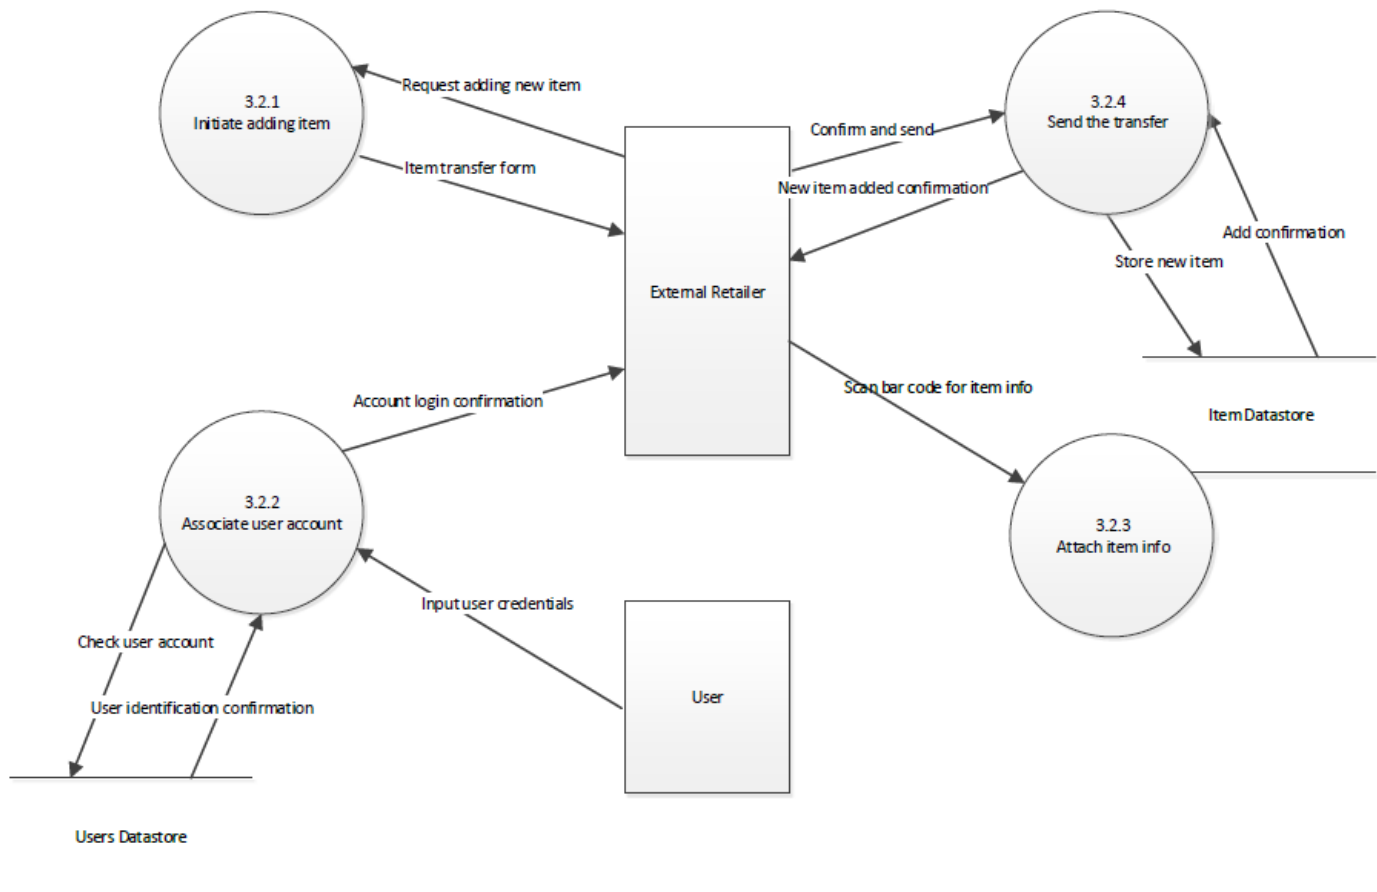 3.2.1
Initiate adding item
Request adding new item
Item transfer form
3.2.4
Send the transfer
Confirm and send
New item added confirmation
Add confirmation
Store new item
External Retailer
Scan bar code for item info
Item Datastore
Account login confirmation
3.2.2
Associate user account
3.2.3
Attach item info
Input user credentials
Check user account
User identification confirmation
User
Users Datastore